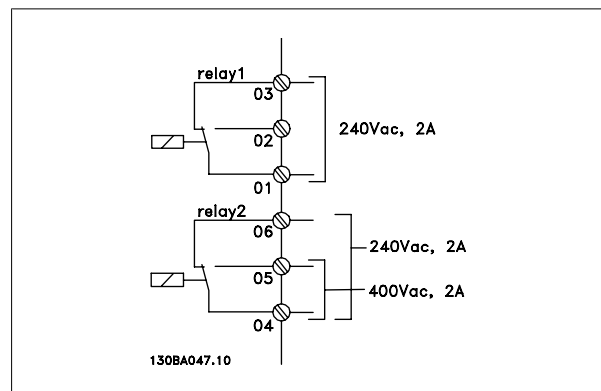 relay1
03
02
240Vac, 2A
01
relay2
06
240Vac, 2A
05
400Vac, 2A
04
130BA047.10